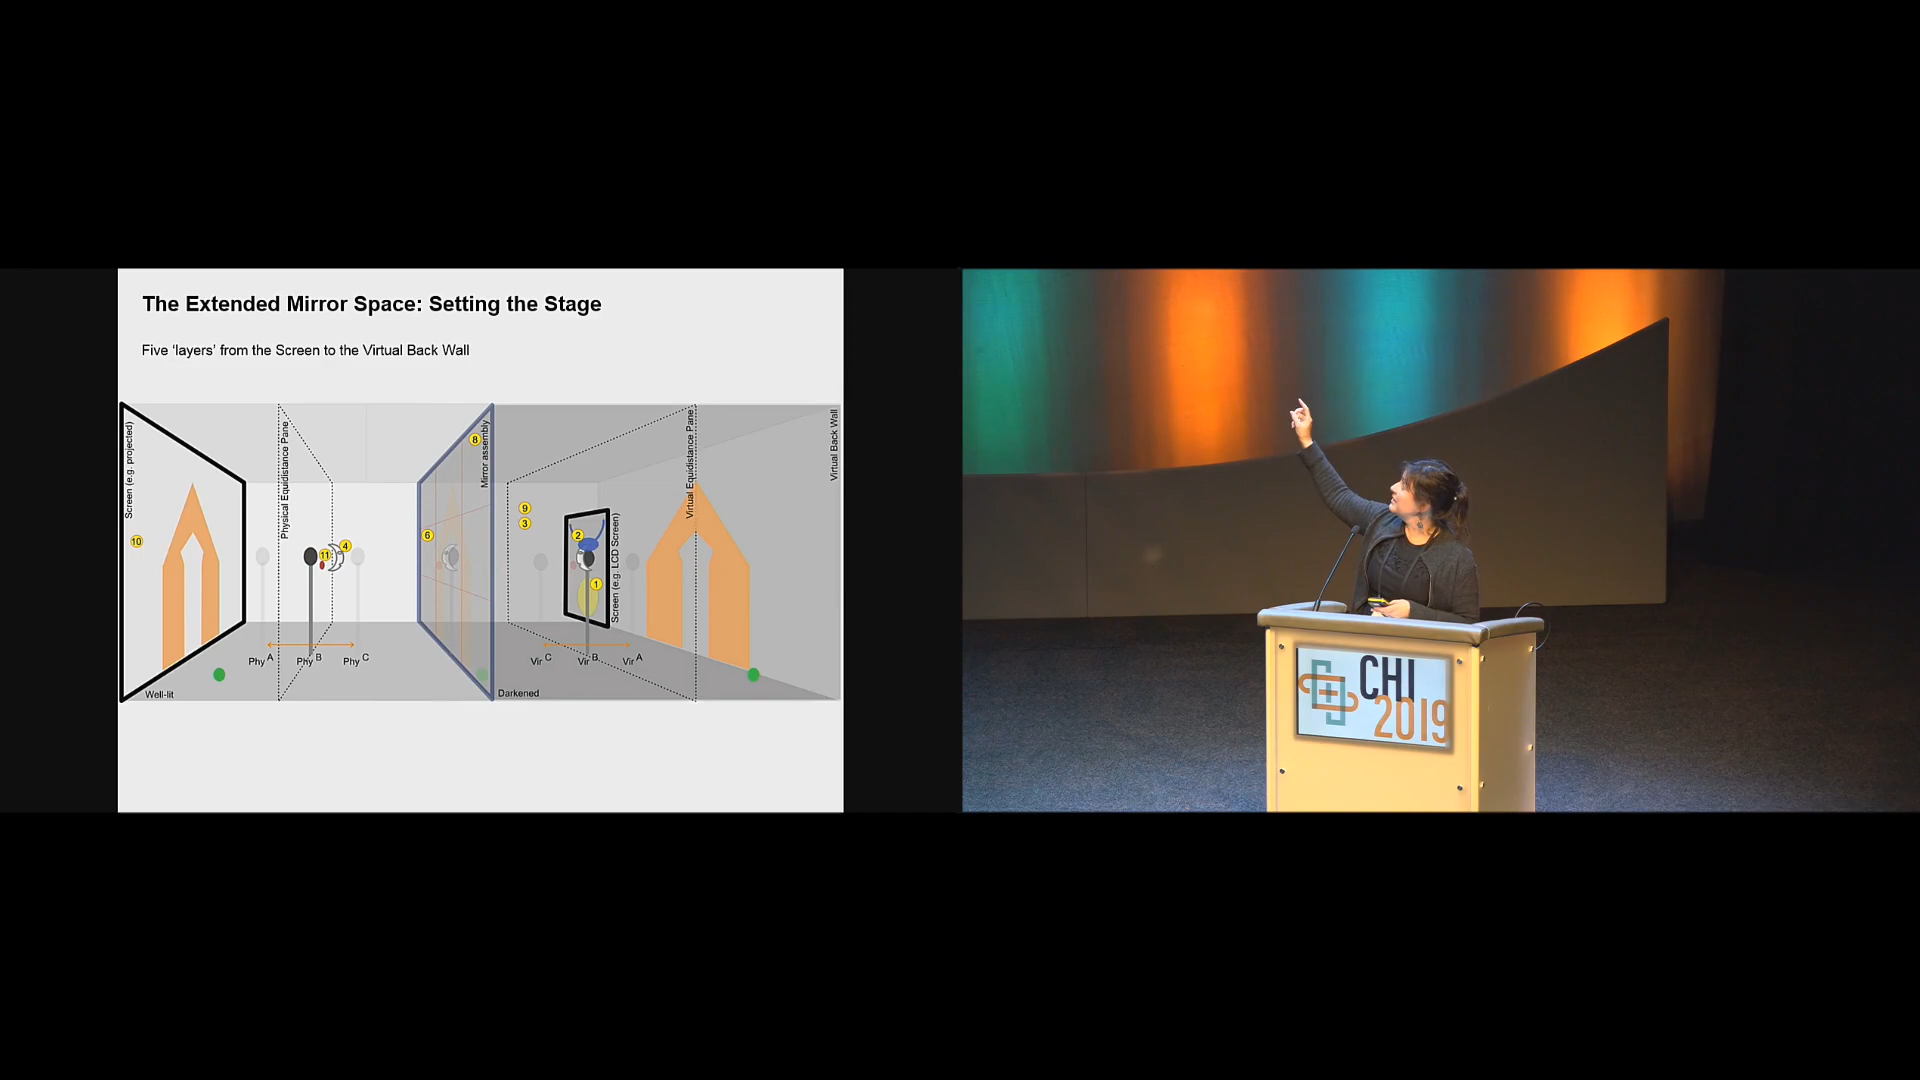 The Extended Mirror Space: Setting the Stage
Five ‘layers’ from the Screen to the Virtual Back Wall
Screen (e.g. projected)
Physical Equidistance Pane
Mirror assembly
Virtual Equidistance Pane
Virtual Back Wall
Screen (e.g. LCD Screen)
8
9
3
10
6
2
4
11
1
Phy A
Phy B
Phy C
Vir C
Vir B
Vir A
Well-lit
Darkened
CHI
2019